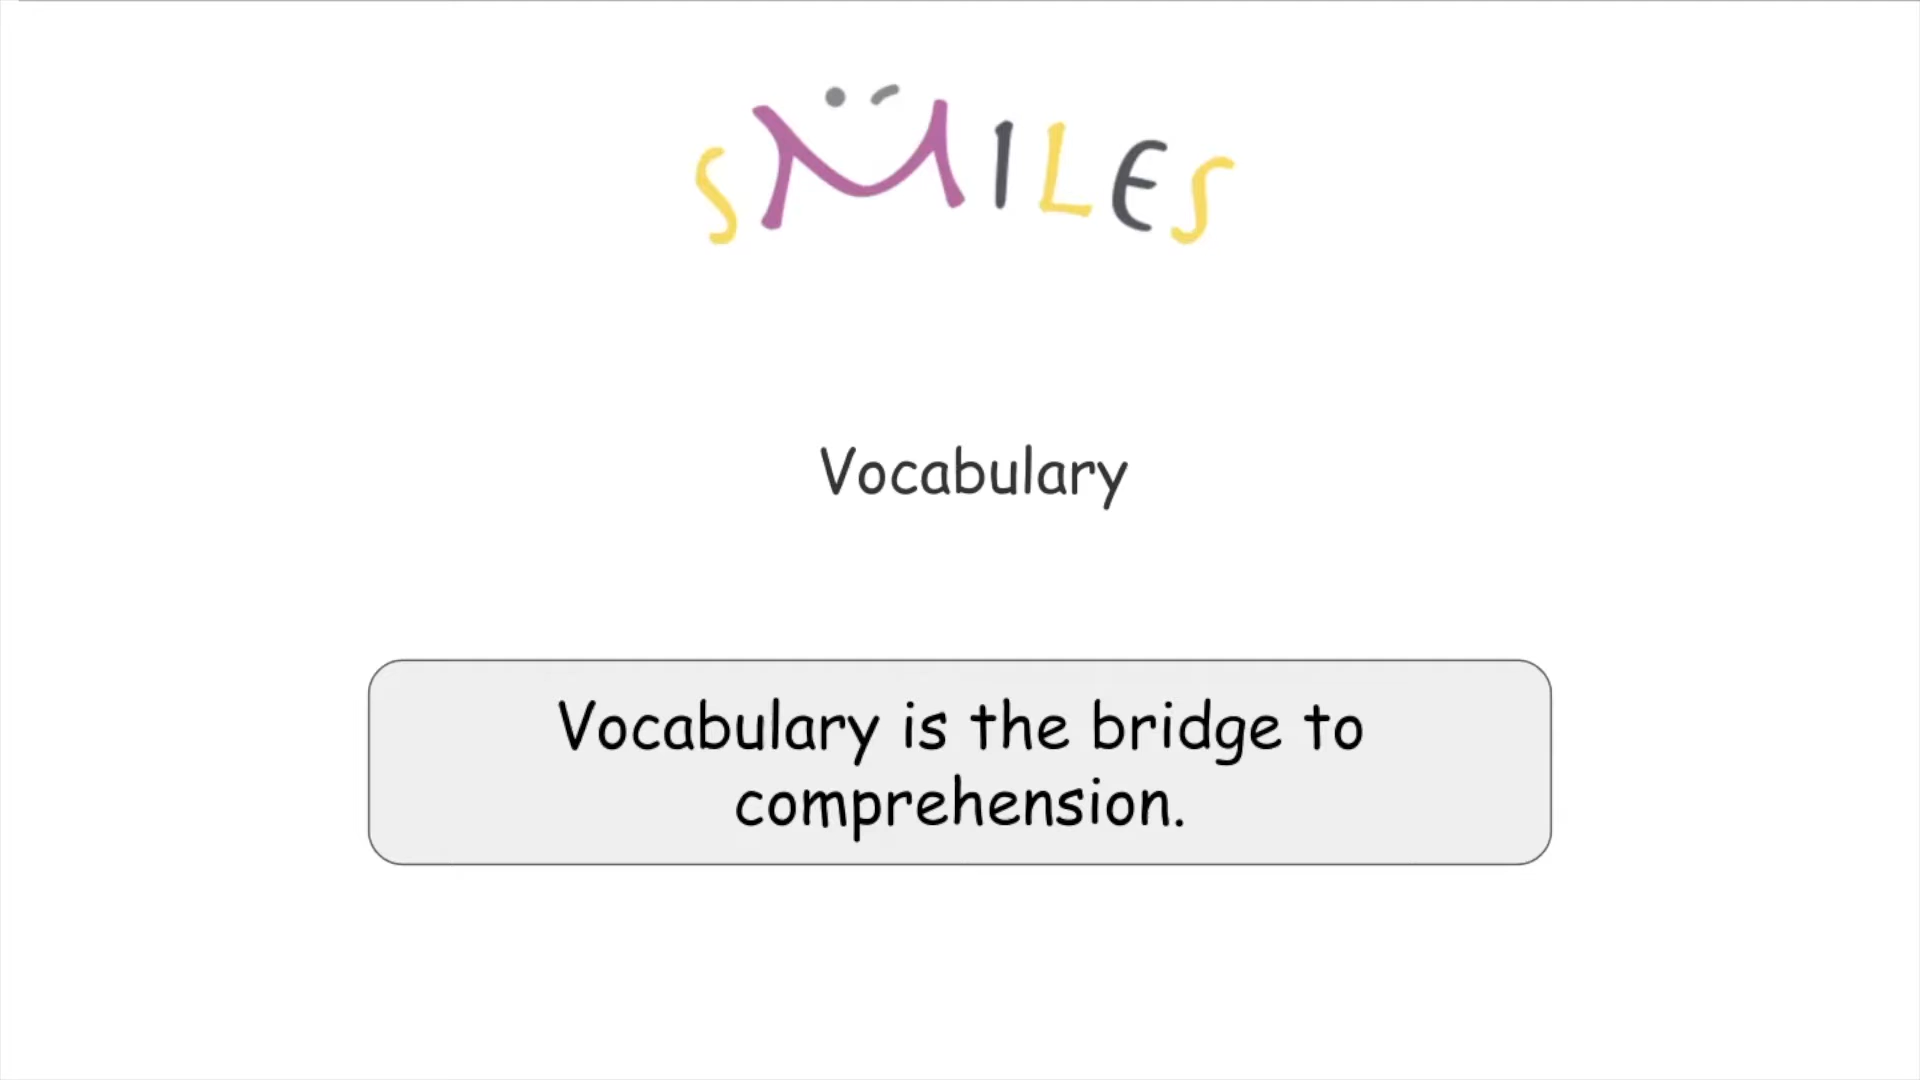 SMILES
Vocabulary
Vocabulary is the bridge to
comprehension.